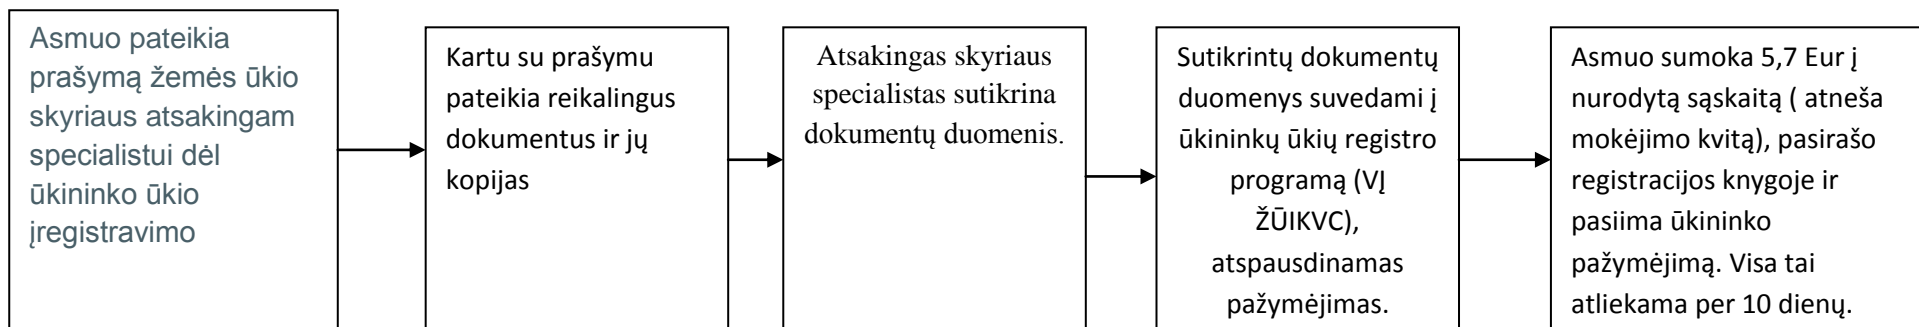 Asmuo pateikia
prašymą žemės ūkio
skyriaus atsakingam
specialistui dėl
ūkininko ūkio
įregistravimo
Kartu su prašymu
pateikia reikalingus
dokumentus ir jų
kopijas
Atsakingas skyriaus
specialistas sutikrina
dokumentų duomenis.
Sutikrintų dokumentų
duomenys suvedami į
ūkininkų ūkių registro
programą (VĮ
ŽŪIKVC),
atspausdinamas
pažymėjimas.
Asmuo sumoka 5,7 Eur į
nurodytą sąskaitą ( atneša
mokėjimo kvitą), pasirašo
registracijos knygoje ir
pasiima ūkininko
pažymėjimą. Visa tai
atliekama per 10 dienų.